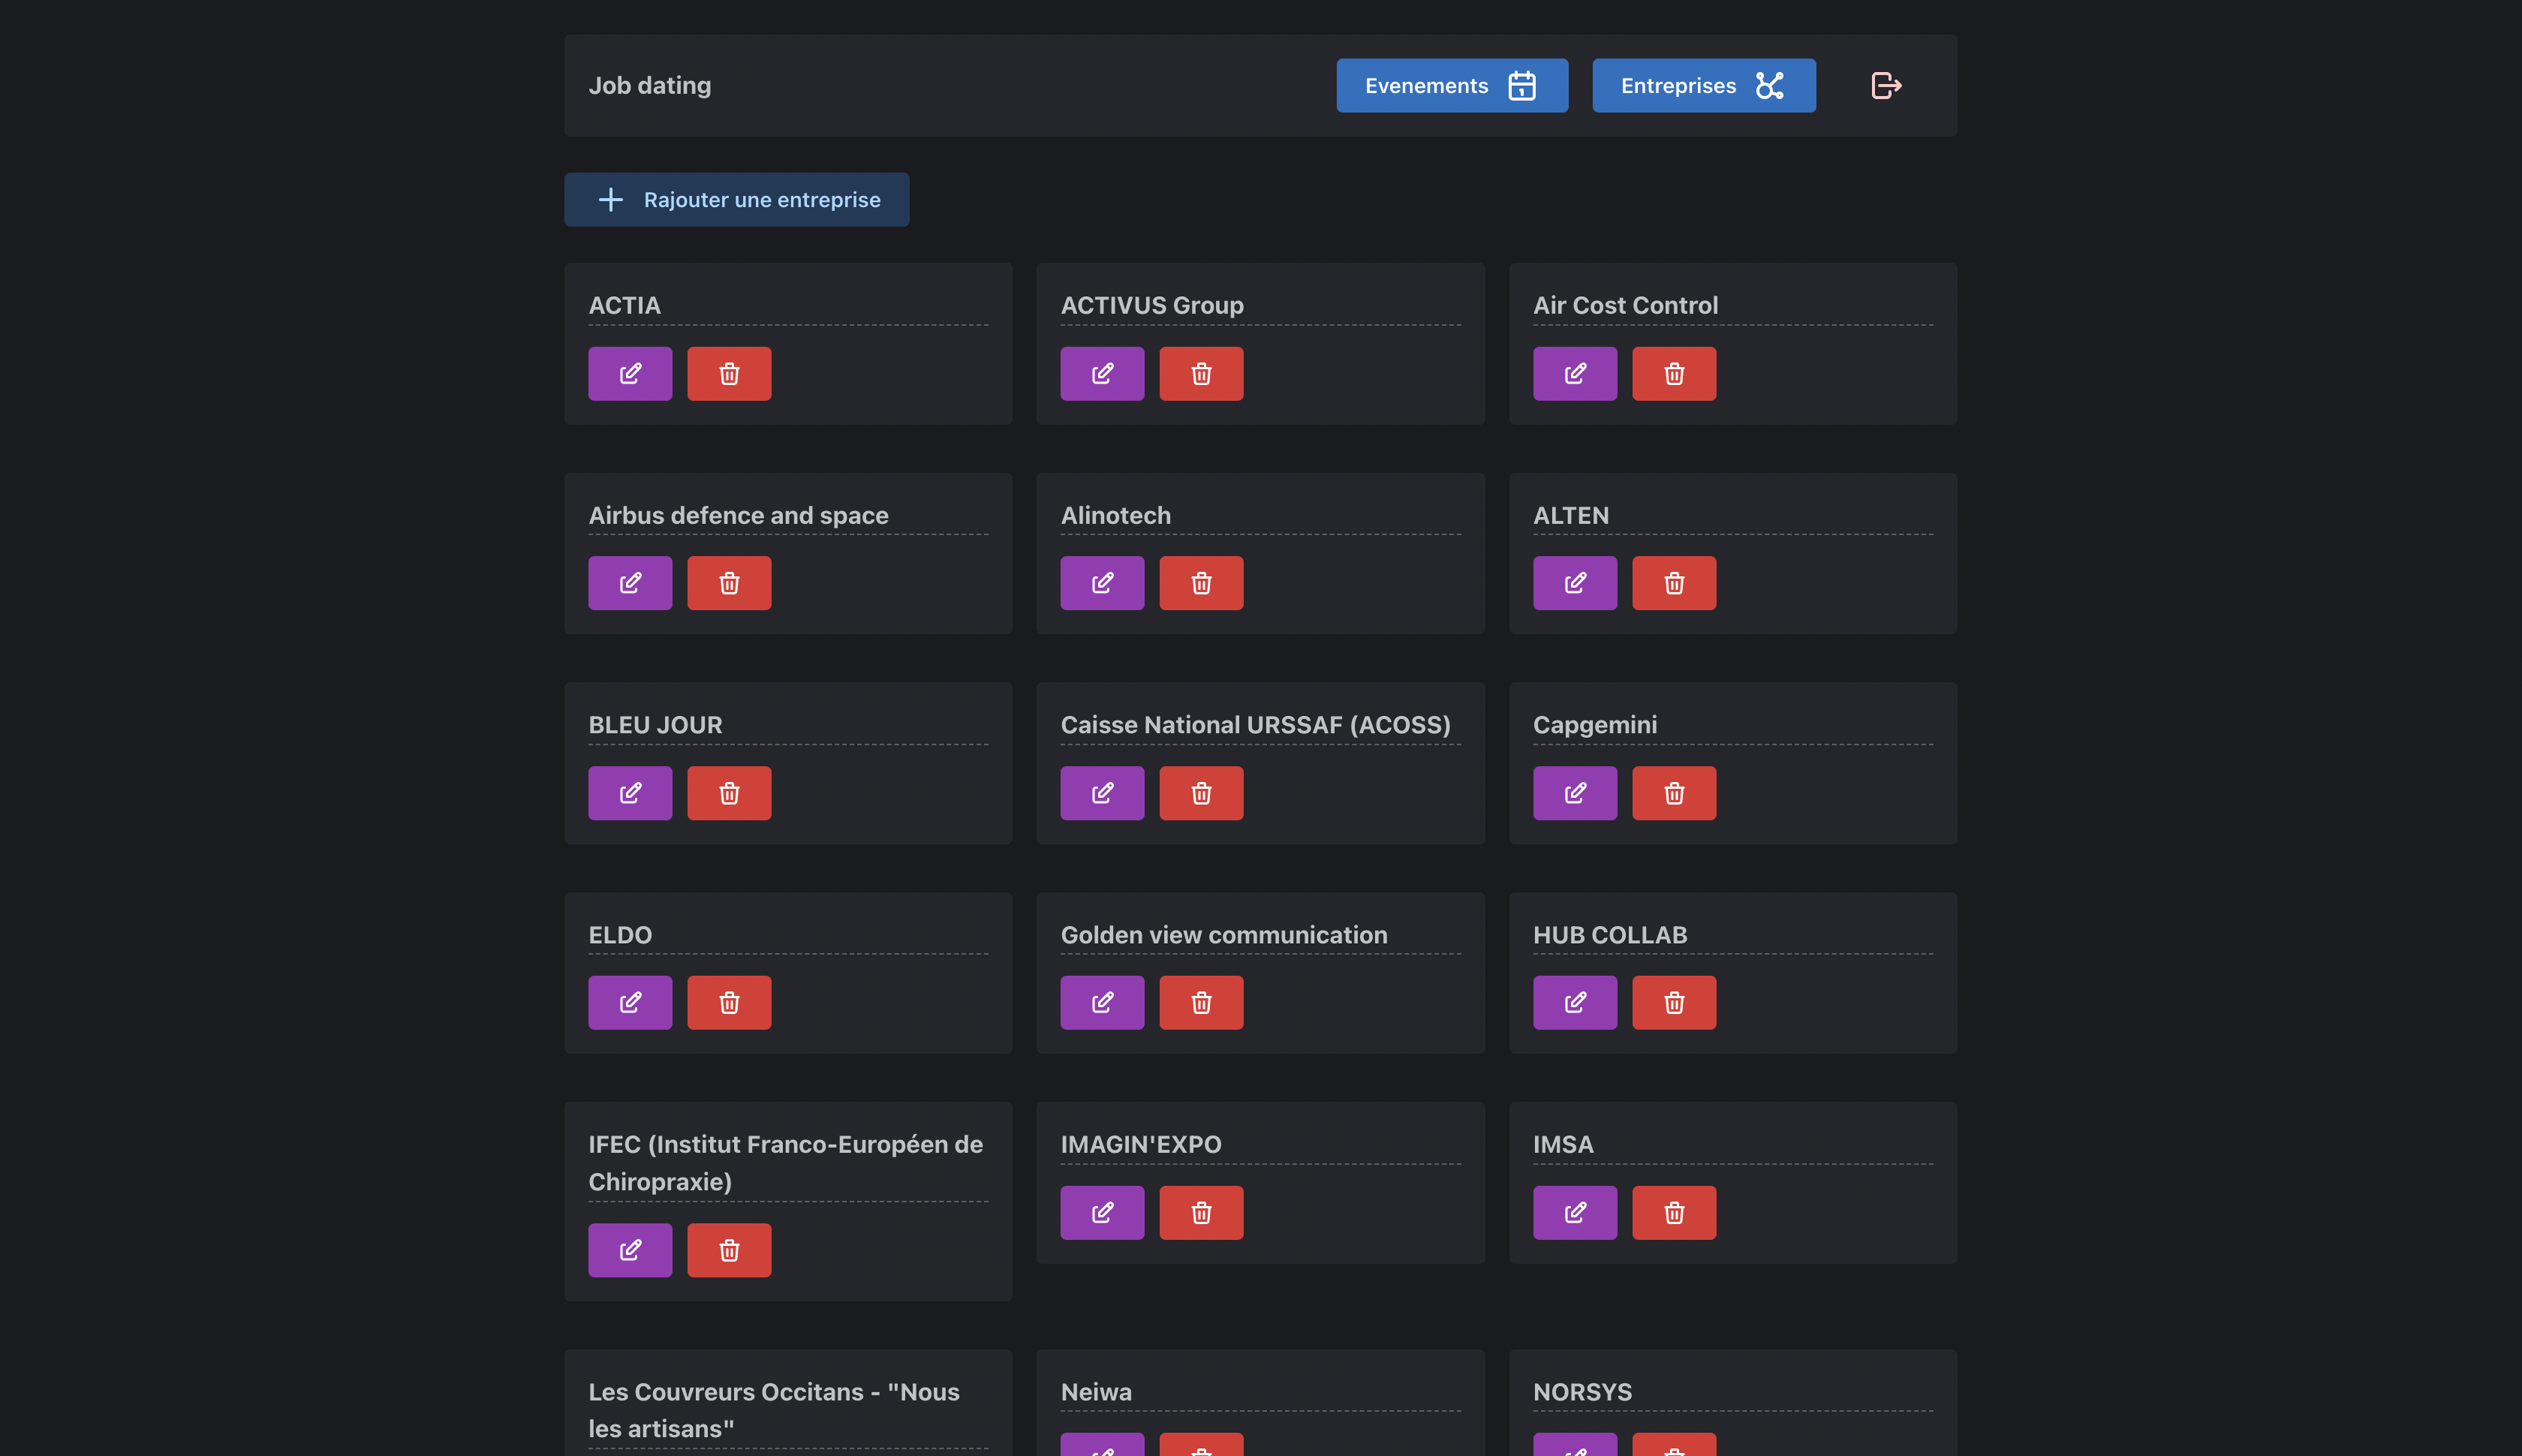 Job dating
Evenements
Entreprises
Rajouter une entreprise
ACTIA
ACTIVUS Group
Air Cost Control
Airbus defence and space
Alinotech
ALTEN
BLEU JOUR
Caisse National URSSAF (ACOSS)
Capgemini
ELDO
Golden view communication
HUB COLLAB
IFEC (Institut Franco-Européen de
Chiropraxie)
IMAGIN'EXPO
IMSA
Les Couvreurs Occitans - "Nous
les artisans"
Neiwa
NORSYS